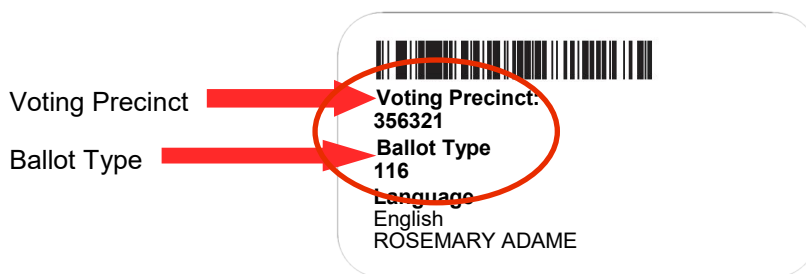 Voting Precinct
Voting Precinct:
356321
Ballot Type
Ballot Type
116
Language
English
ROSEMARY ADAME